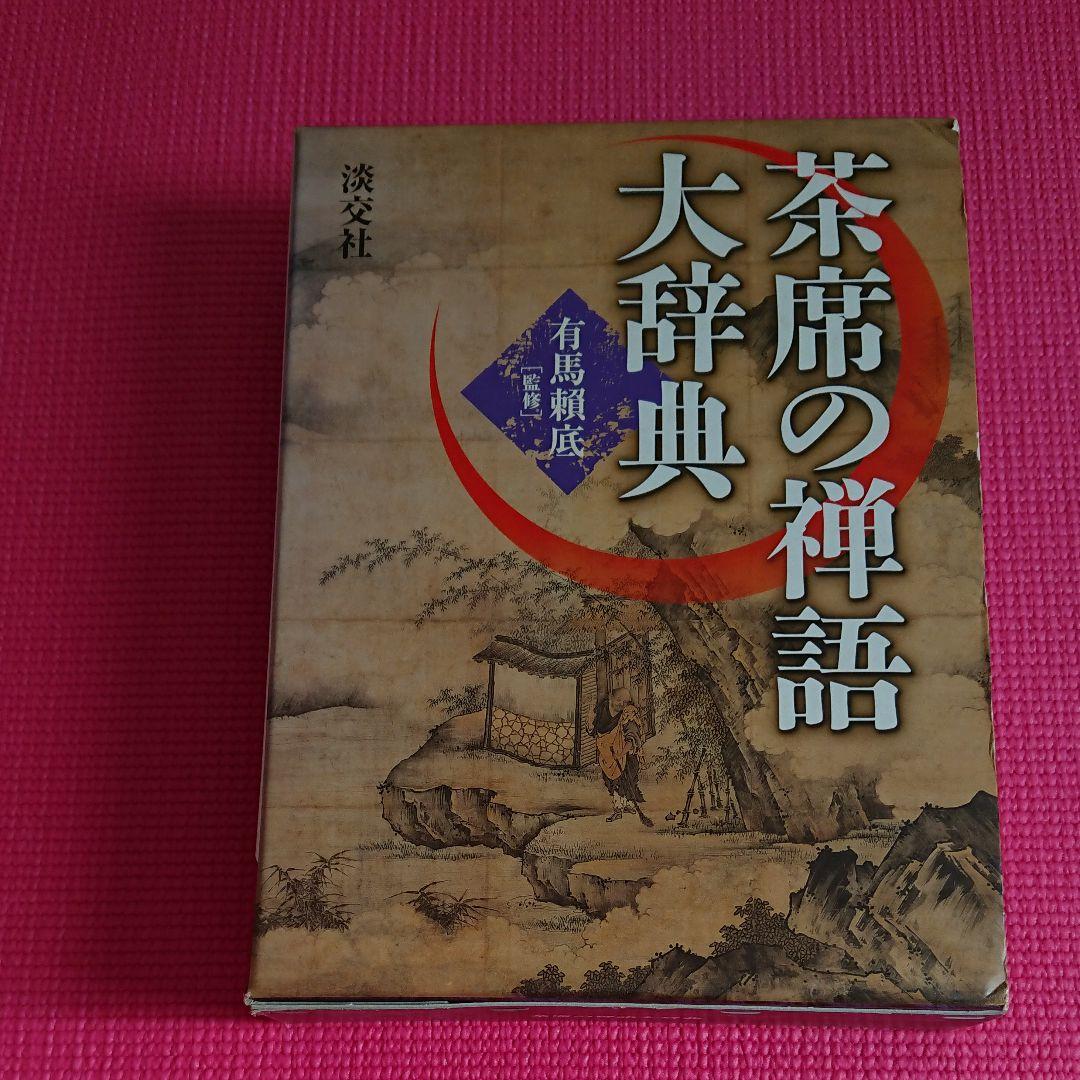 茶席の禅語
大辞典
有馬賴底
[監修]
淡交社